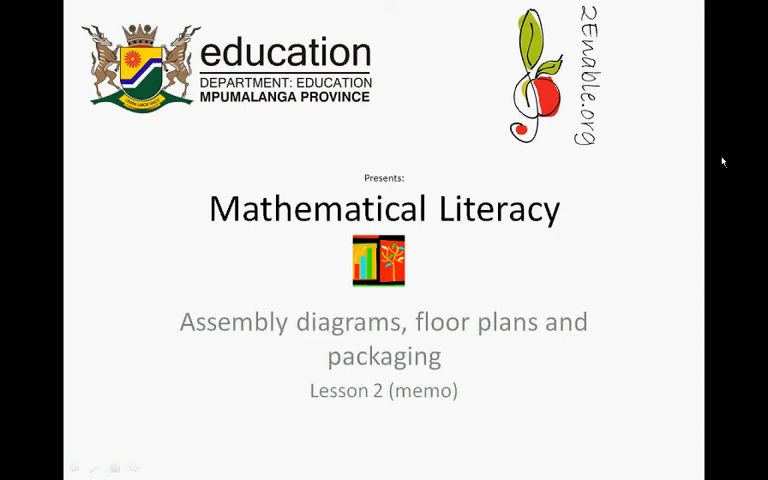 education
DEPARTMENT: EDUCATION
MPUMALANGA PROVINCE
2Enable.org
Presents:
Mathematical Literacy
Assembly diagrams, floor plans and
packaging
Lesson 2 (memo)